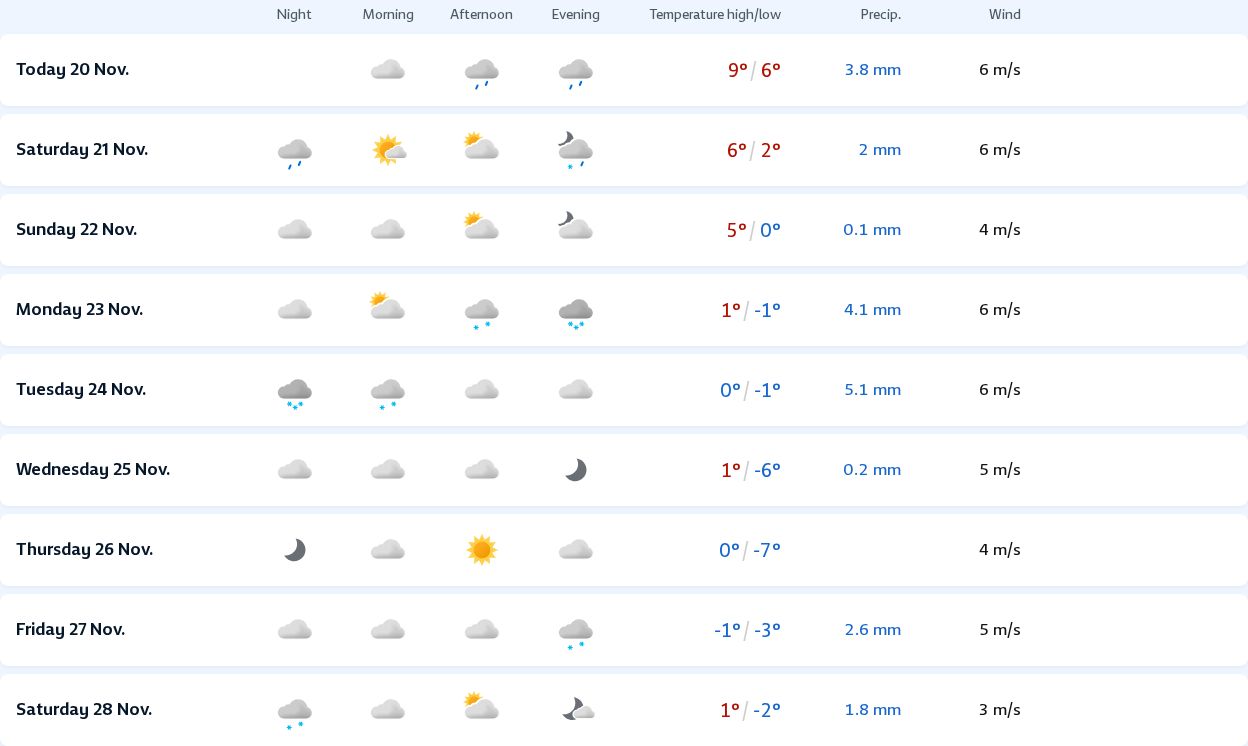 Night Morning Afternoon Evening Temperature high/low Precip. Wind
Today 20 Nov. 9°/6° 3.8 mm 6 m/s
Saturday 21 Nov. 6°/2° 2 mm 6 m/s
Sunday 22 Nov. 5°/0° 0.1 mm 4 m/s
Monday 23 Nov. 1°/-1° 4.1 mm 6 m/s
Tuesday 24 Nov. 0°/-1° 5.1 mm 6 m/s
Wednesday 25 Nov. 1°/-6° 0.2 mm 5 m/s
Thursday 26 Nov. 0°/-7° 4 m/s
Friday 27 Nov. -1°/-3° 2.6 mm 5 m/s
Saturday 28 Nov. 1°/-2° 1.8 mm 3 m/s